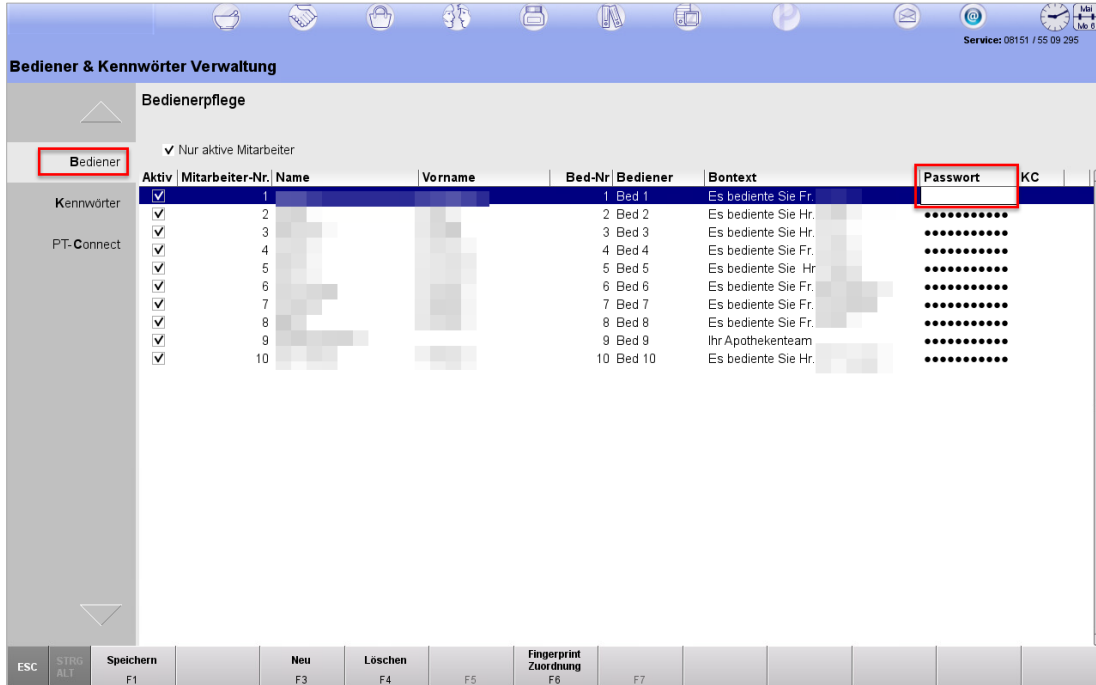 Mai
Mo 6
Service: 08151 / 55 09 295
Bediener & Kennwörter Verwaltung
Bedienerpflege
Nur aktive Mitarbeiter
Bediener
Kennwörter
PT-Connect
Aktiv Mitarbeiter-Nr. Name Vorname Bed-Nr Bediener Bontext Passwort KC
1 1 Bed 1 Es bediente Sie Fr.
2 2 Bed 2 Es bediente Sie Hr. ●●●●●●●●●●●
3 3 Bed 3 Es bediente Sie Hr. ●●●●●●●●●●●
4 4 Bed 4 Es bediente Sie Fr. ●●●●●●●●●●●
5 5 Bed 5 Es bediente Sie Hr ●●●●●●●●●●●
6 6 Bed 6 Es bediente Sie Fr. ●●●●●●●●●●●
7 7 Bed 7 Es bediente Sie Fr. ●●●●●●●●●●●
8 8 Bed 8 Es bediente Sie Fr. ●●●●●●●●●●●
9 9 Bed 9 Ihr Apothekenteam ●●●●●●●●●●●
10 10 Bed 10 Es bediente Sie Hr. ●●●●●●●●●●●
ESC STRG ALT Speichern F1 Neu F3 Löschen F4 F5 Fingerprint Zuordnung F6 F7